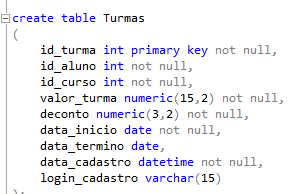 create table Turmas
(
id_turma int primary key not null,
id_aluno int not null,
id_curso int not null,
valor_turma numeric(15,2) not null,
deconto numeric(3,2) not null,
data_inicio date not null,
data_termino date,
data_cadastro datetime not null,
login_cadastro varchar(15)
);